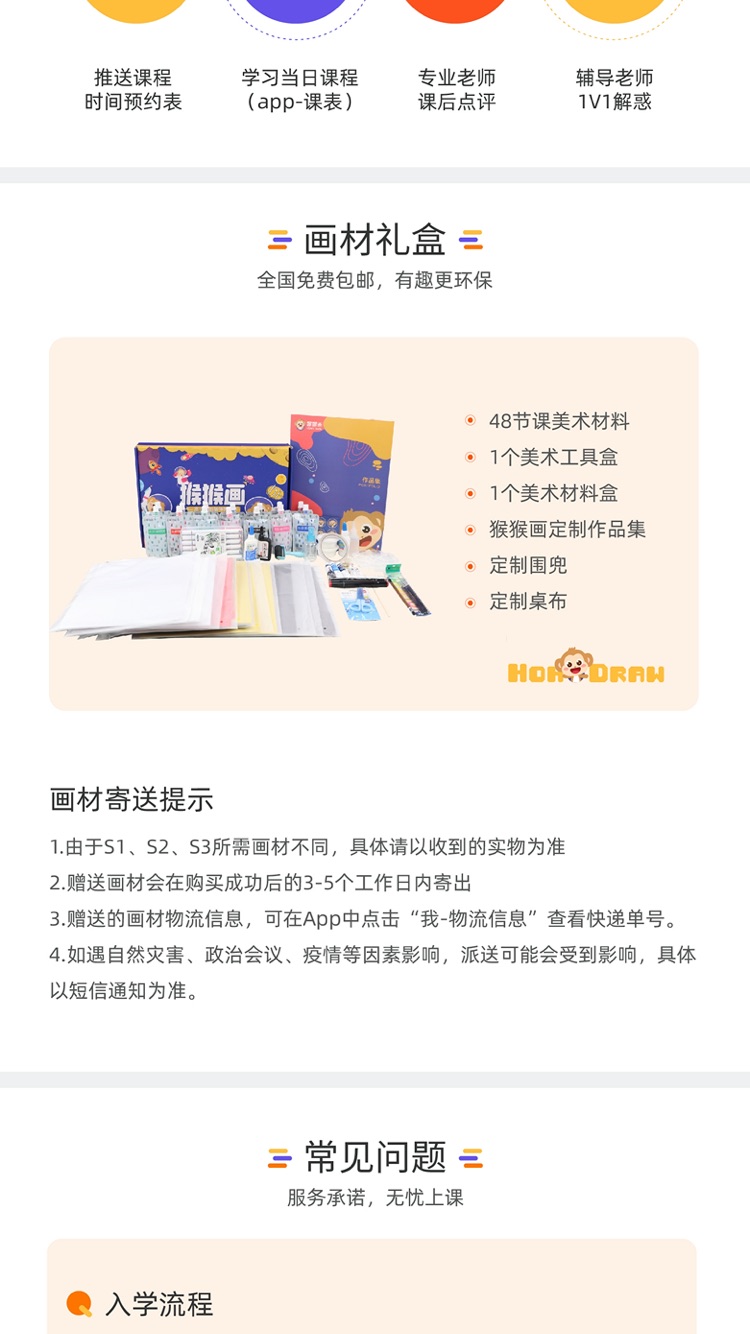 推送课程
时间预约表
学习当日课程
（app-课表）
专业老师
课后点评
辅导老师
1V1解惑
画材礼盒
全国免费包邮，有趣更环保
猴猴画
作品集
48节课美术材料
1个美术工具盒
1个美术材料盒
猴猴画定制作品集
定制围兜
定制桌布
画材寄送提示
1.由于S1、S2、S3所需画材不同，具体请以收到的实物为准
2.赠送画材会在购买成功后的3-5个工作日内寄出
3.赠送的画材物流信息，可在App中点击“我-物流信息”查看快递单号。
4.如遇自然灾害、政治会议、疫情等因素影响，派送可能会受到影响，具体
以短信通知为准。
常见问题
服务承诺，无忧上课
入学流程